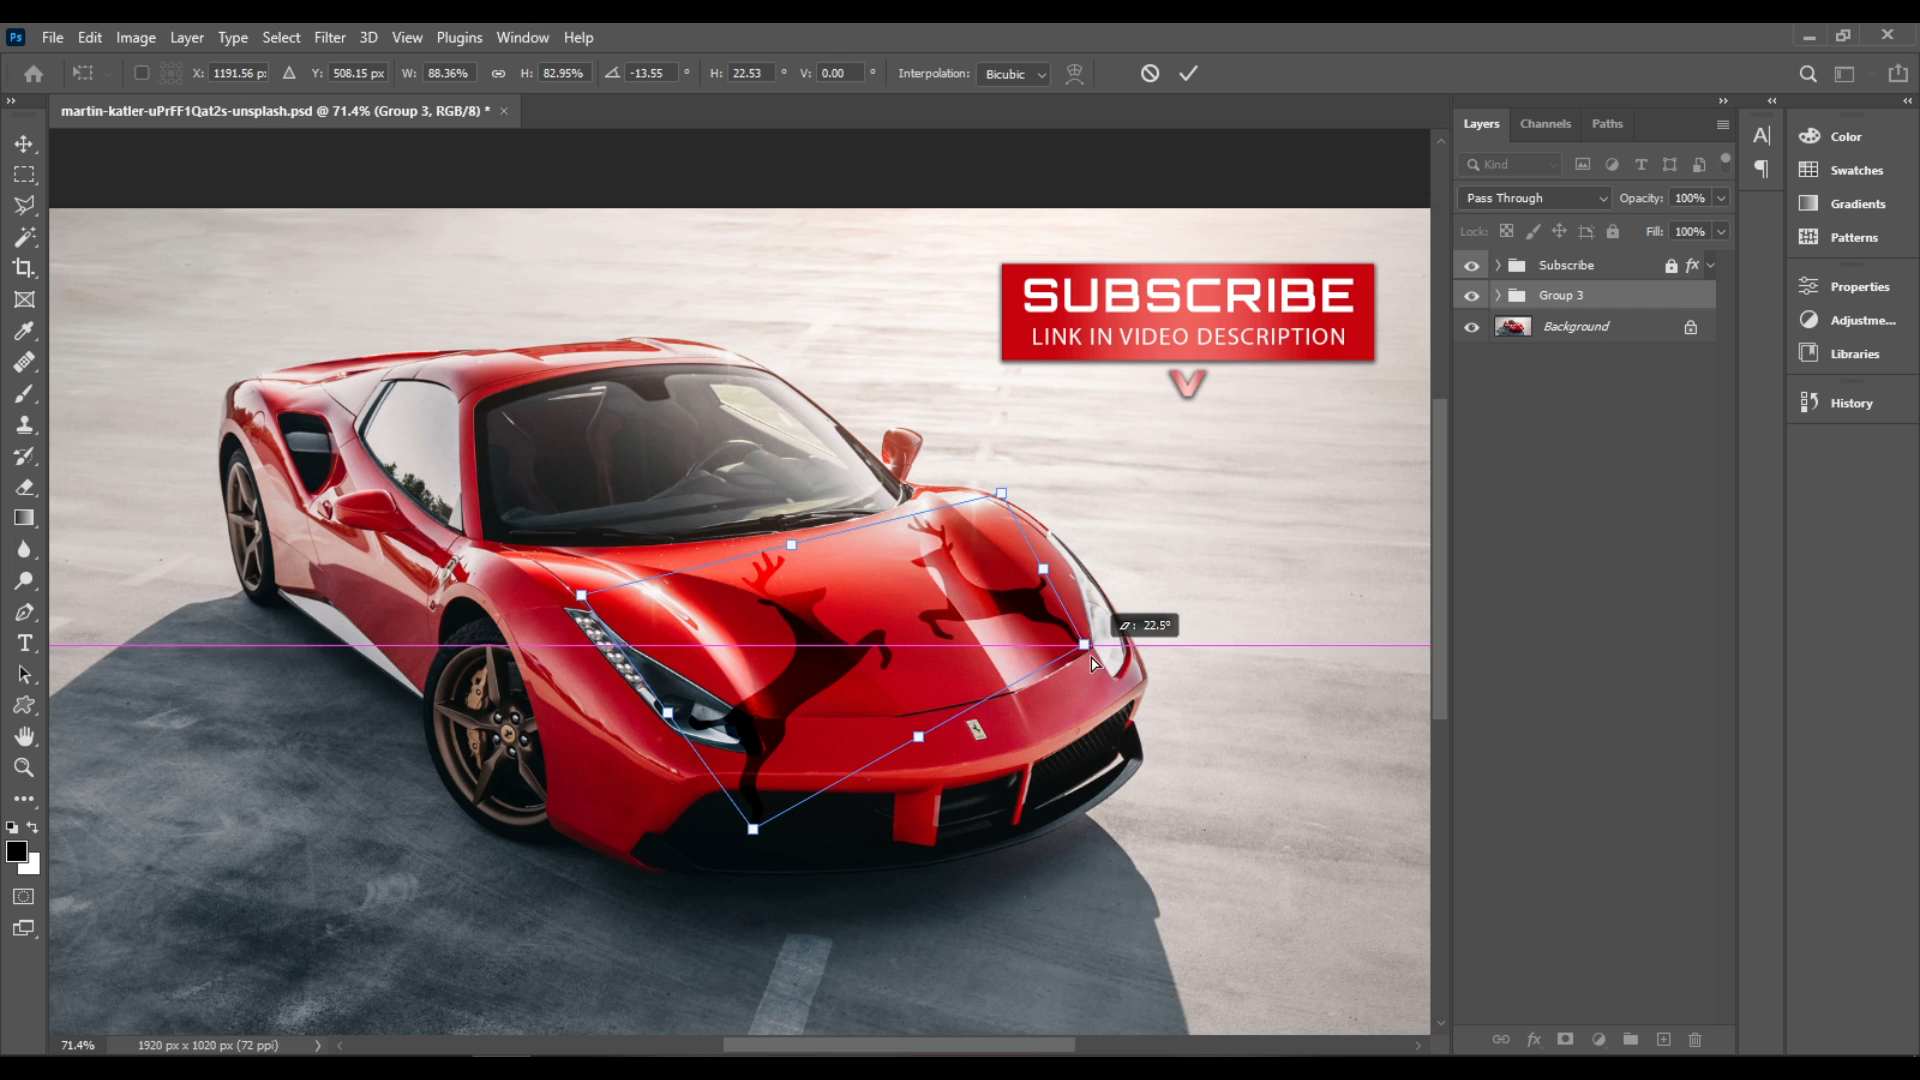 Ps File Edit Image Layer Type Select Filter 3D View Plugins Window Help
X: 1191.56 px Y: 508.15 px W: 88.36% H: 82.95% -13.55 ° H: 22.53 ° V: 0.00 ° Interpolation: Bicubic
martin-katler-uPrFF1Qat2s-unsplash.psd @ 71.4% (Group 3, RGB/8) * ×
Layers Channels Paths
Kind
Pass Through Opacity: 100%
Lock: Fill: 100%
Subscribe fx
Group 3
Background
Color
Swatches
Gradients
Patterns
Properties
Adjustme...
Libraries
History
SUBSCRIBE
LINK IN VIDEO DESCRIPTION
22.5°
71.4% 1920 px x 1020 px (72 ppi)
fx